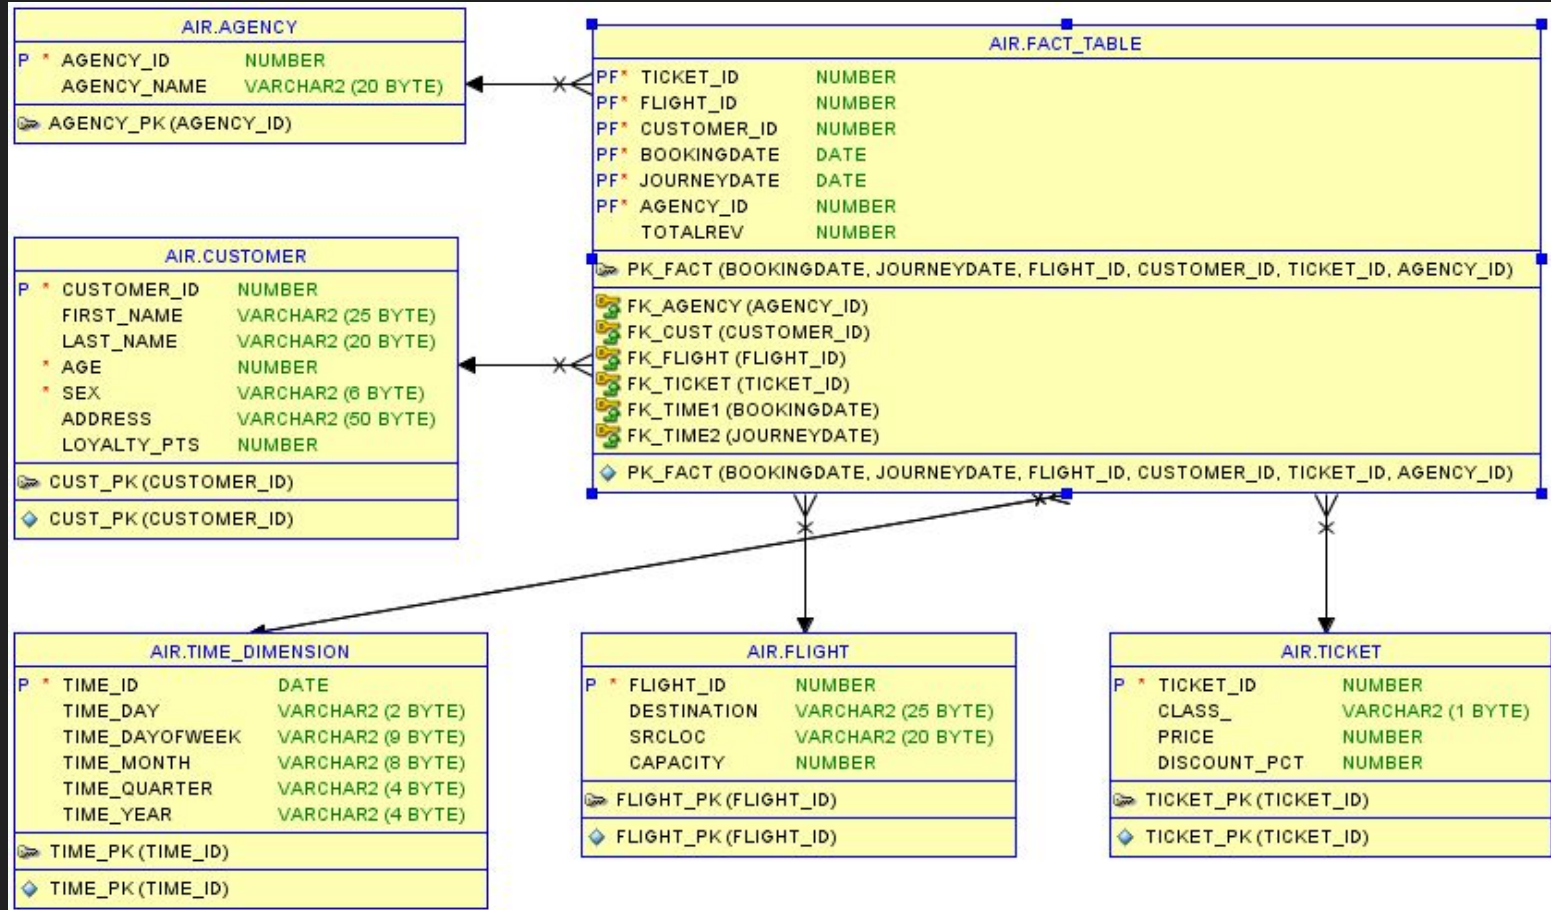 AIR.AGENCY
P * AGENCY_ID NUMBER
AGENCY_NAME VARCHAR2 (20 BYTE)
AGENCY_PK (AGENCY_ID)
AIR.FACT_TABLE
PF* TICKET_ID NUMBER
PF* FLIGHT_ID NUMBER
PF* CUSTOMER_ID NUMBER
PF* BOOKINGDATE DATE
PF* JOURNEYDATE DATE
PF* AGENCY_ID NUMBER
TOTALREV NUMBER
PK_FACT (BOOKINGDATE, JOURNEYDATE, FLIGHT_ID, CUSTOMER_ID, TICKET_ID, AGENCY_ID)
FK_AGENCY (AGENCY_ID)
FK_CUST (CUSTOMER_ID)
FK_FLIGHT (FLIGHT_ID)
FK_TICKET (TICKET_ID)
FK_TIME1 (BOOKINGDATE)
FK_TIME2 (JOURNEYDATE)
PK_FACT (BOOKINGDATE, JOURNEYDATE, FLIGHT_ID, CUSTOMER_ID, TICKET_ID, AGENCY_ID)
AIR.CUSTOMER
P * CUSTOMER_ID NUMBER
FIRST_NAME VARCHAR2 (25 BYTE)
LAST_NAME VARCHAR2 (20 BYTE)
* AGE NUMBER
* SEX VARCHAR2 (6 BYTE)
ADDRESS VARCHAR2 (50 BYTE)
LOYALTY_PTS NUMBER
CUST_PK (CUSTOMER_ID)
CUST_PK (CUSTOMER_ID)
AIR.TIME_DIMENSION
P * TIME_ID DATE
TIME_DAY VARCHAR2 (2 BYTE)
TIME_DAYOFWEEK VARCHAR2 (9 BYTE)
TIME_MONTH VARCHAR2 (8 BYTE)
TIME_QUARTER VARCHAR2 (4 BYTE)
TIME_YEAR VARCHAR2 (4 BYTE)
TIME_PK (TIME_ID)
TIME_PK (TIME_ID)
AIR.FLIGHT
P * FLIGHT_ID NUMBER
DESTINATION VARCHAR2 (25 BYTE)
SRCLOC VARCHAR2 (20 BYTE)
CAPACITY NUMBER
FLIGHT_PK (FLIGHT_ID)
FLIGHT_PK (FLIGHT_ID)
AIR.TICKET
P * TICKET_ID NUMBER
CLASS_ VARCHAR2 (1 BYTE)
PRICE NUMBER
DISCOUNT_PCT NUMBER
TICKET_PK (TICKET_ID)
TICKET_PK (TICKET_ID)